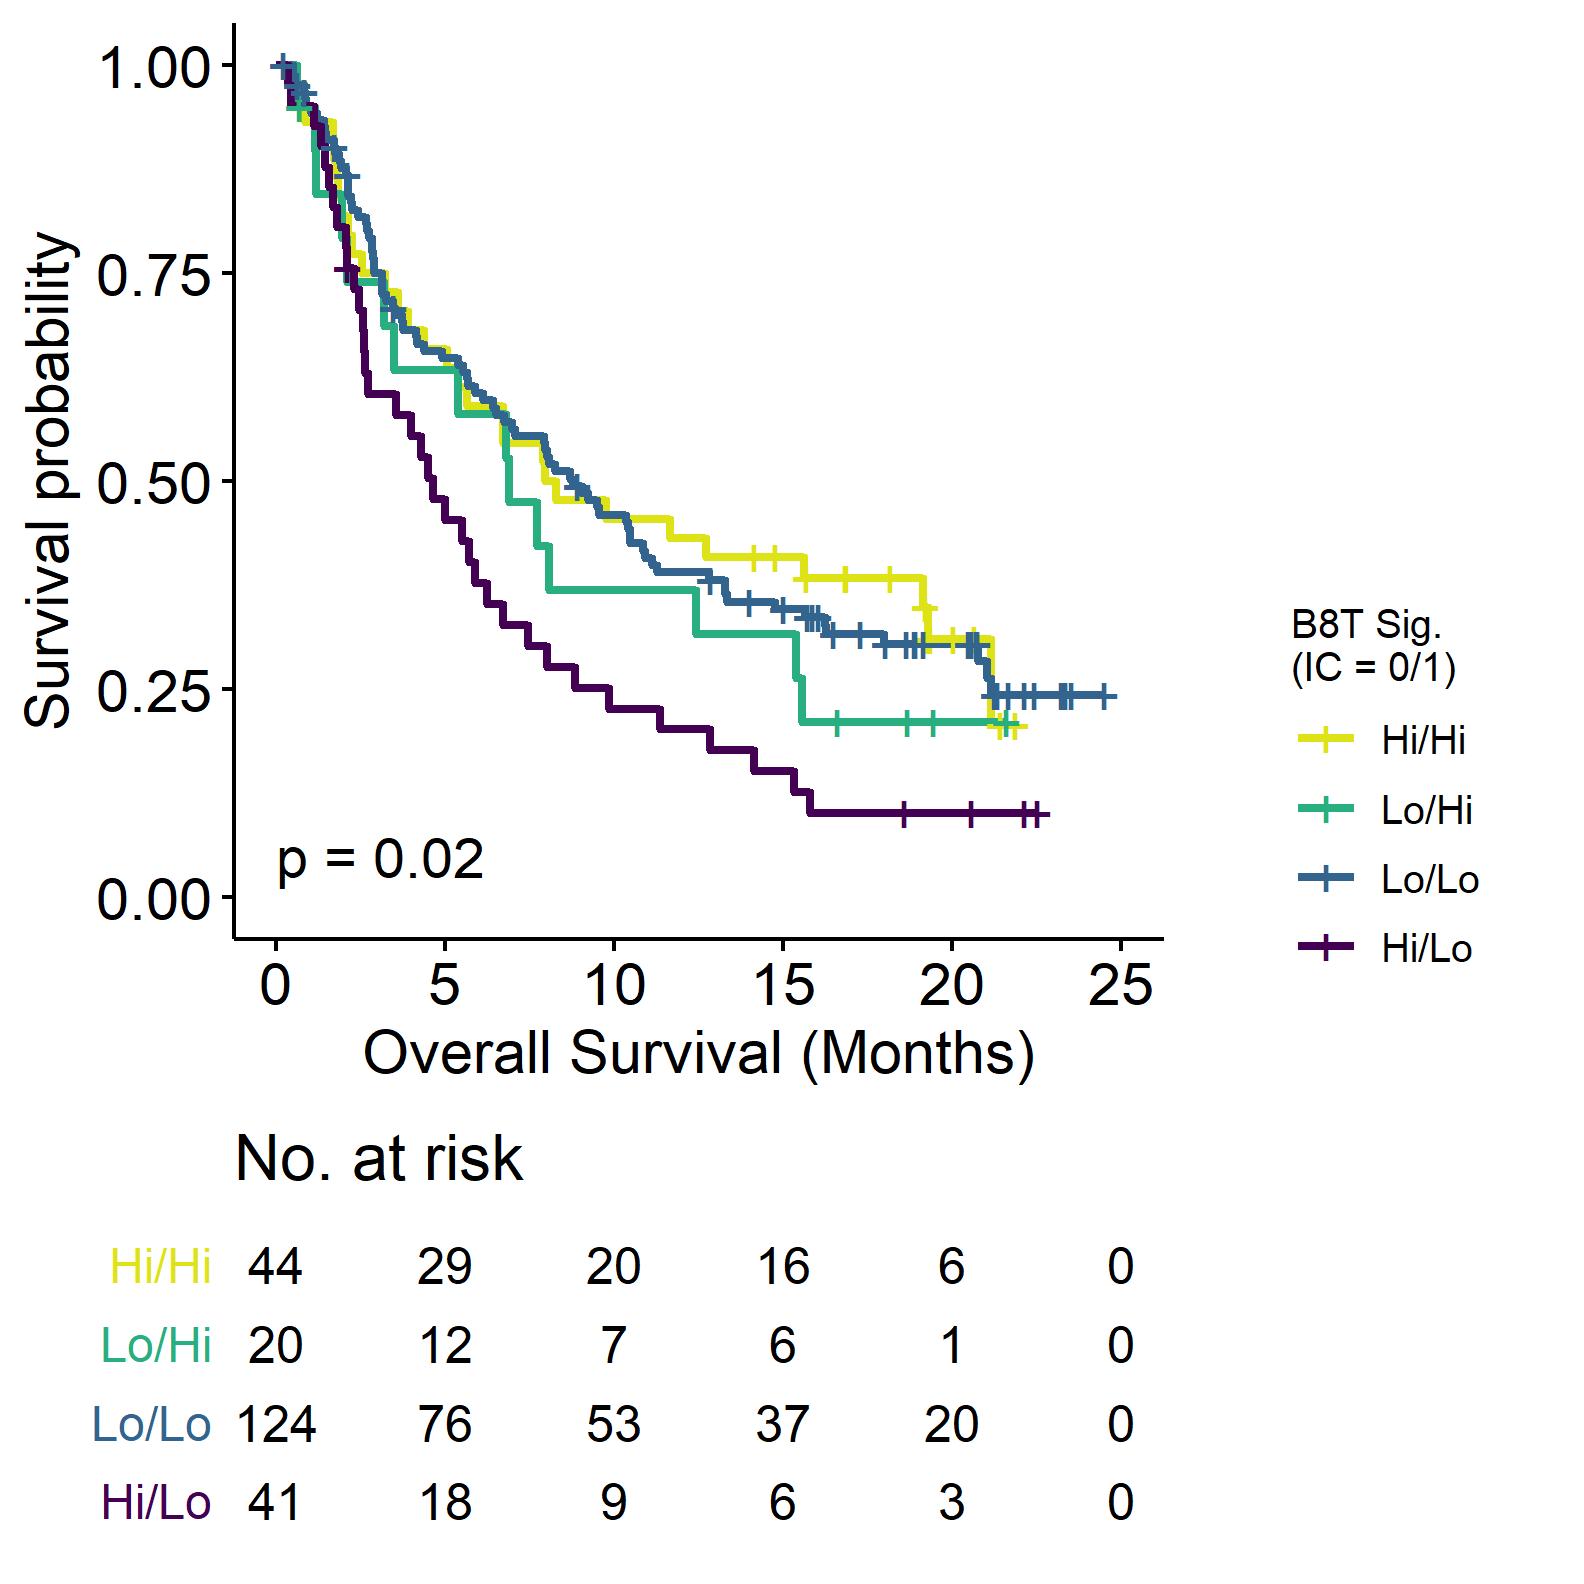 1.00
0.75
0.50
0.25
0.00
Survival probability
p = 0.02
0 5 10 15 20 25
Overall Survival (Months)
B8T Sig.
(IC = 0/1)
Hi/Hi
Lo/Hi
Lo/Lo
Hi/Lo
No. at risk
Hi/Hi 44 29 20 16 6 0
Lo/Hi 20 12 7 6 1 0
Lo/Lo 124 76 53 37 20 0
Hi/Lo 41 18 9 6 3 0